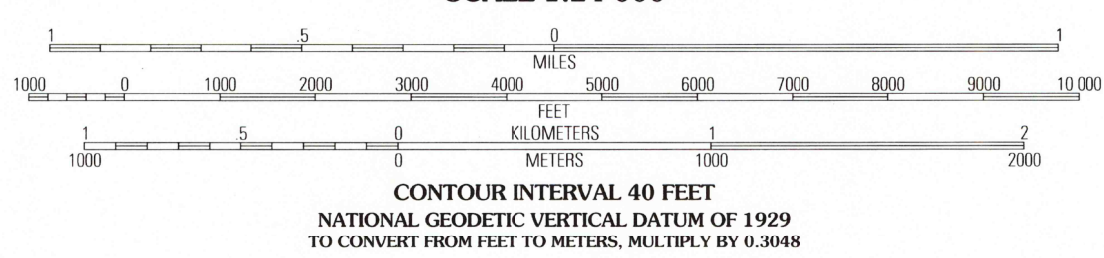 1 .5 0 1
MILES
1000 0 1000 2000 3000 4000 5000 6000 7000 8000 9000 10 000
FEET
1 .5 0 KILOMETERS 1 2
1000 0 METERS 1000 2000
CONTOUR INTERVAL 40 FEET
NATIONAL GEODETIC VERTICAL DATUM OF 1929
TO CONVERT FROM FEET TO METERS, MULTIPLY BY 0.3048